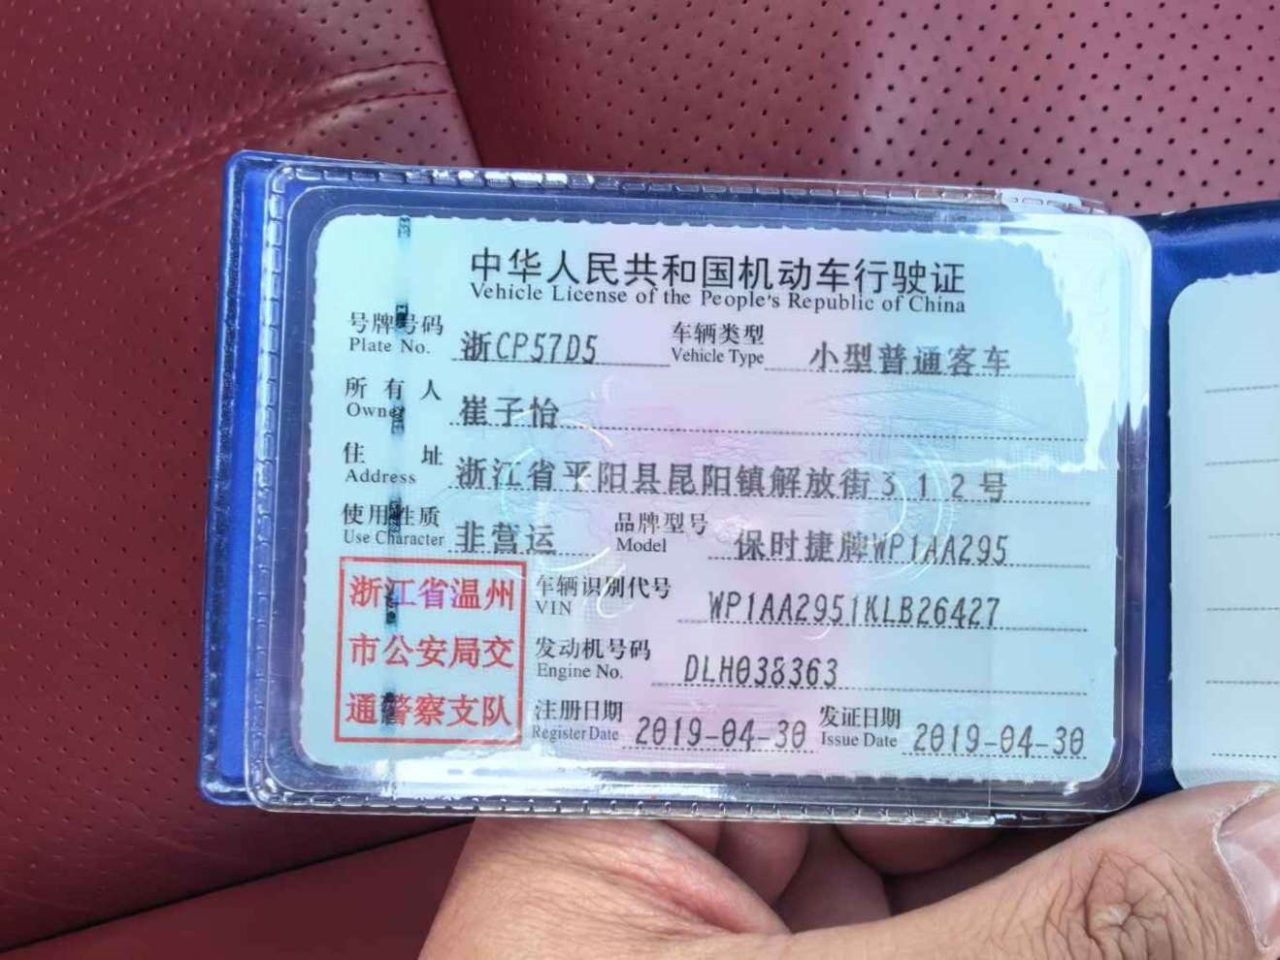 中华人民共和国机动车行驶证
Vehicle License of the People's Republic of China
号牌号码 浙CP57D5 车辆类型 小型普通客车
Plate No. Vehicle Type
所有人 崔子怡
Owner
住址 浙江省平阳县昆阳镇解放街312号
Address
使用性质 非营运 品牌型号 保时捷牌WP1AA295
Use Character Model
车辆识别代号 WP1AA2951KLB26427
VIN
发动机号码 DLH038363
Engine No.
注册日期 2019-04-30 发证日期 2019-04-30
Register Date Issue Date
浙江省温州
市公安局交
通警察支队